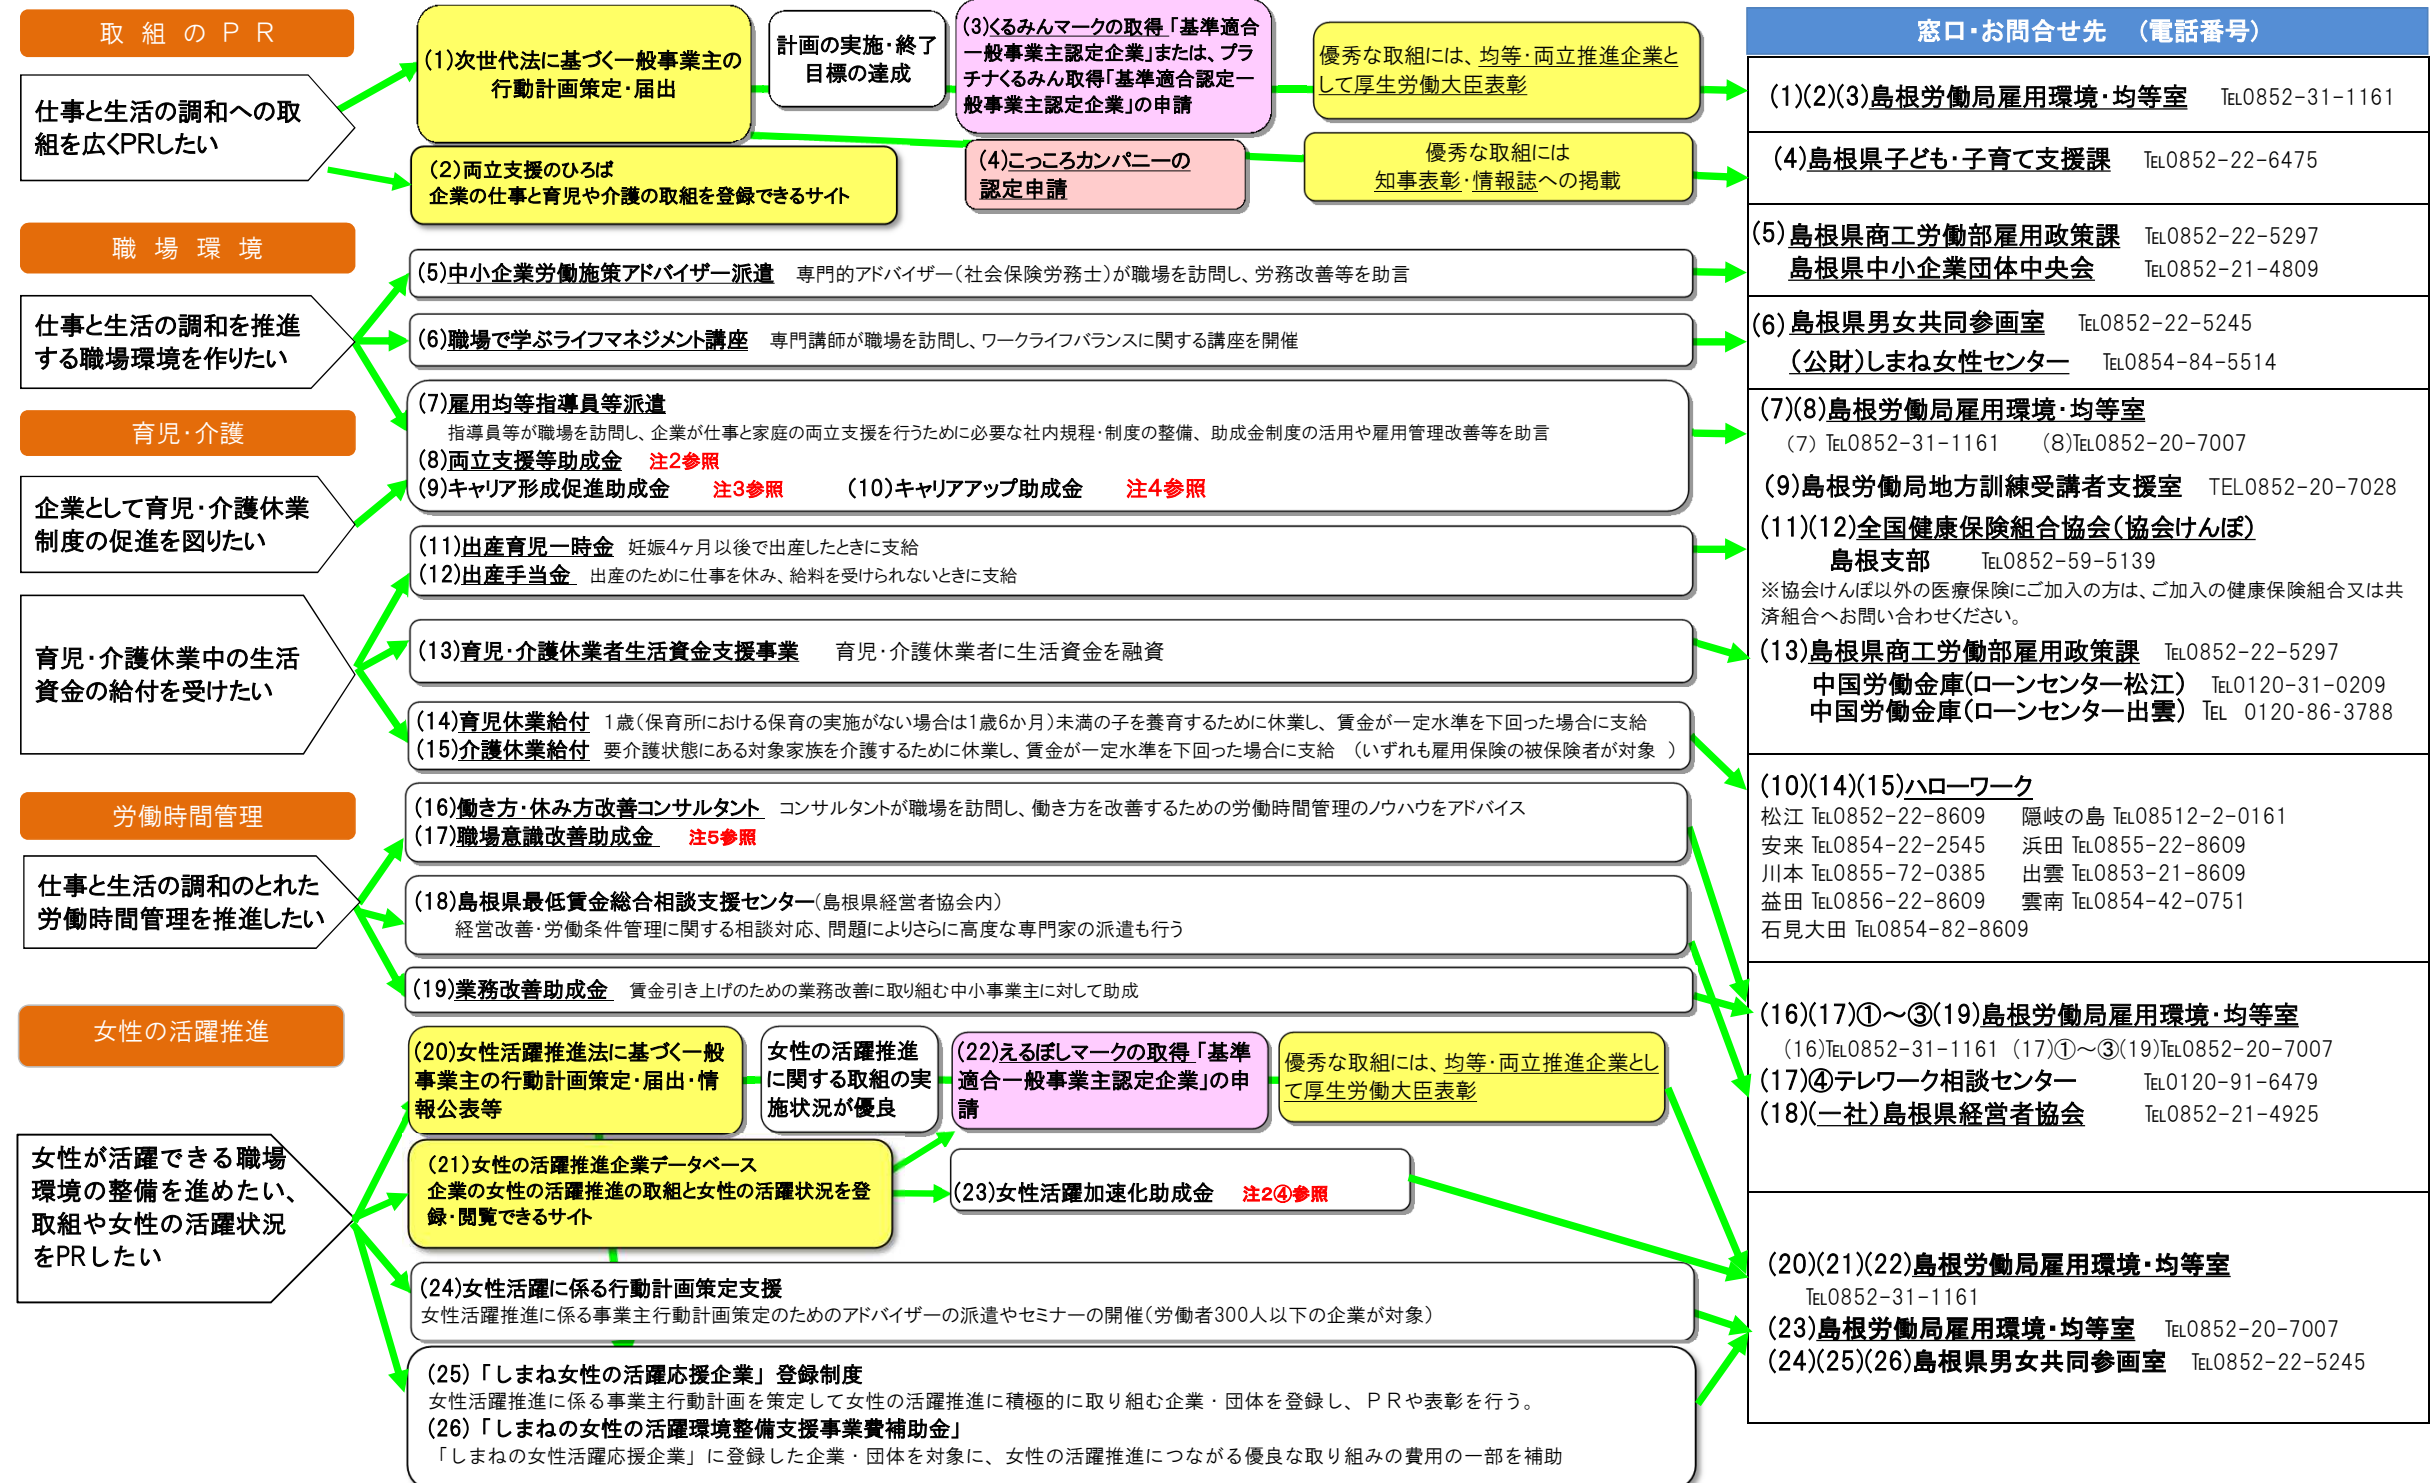 取 組 の Ｐ Ｒ
仕事と生活の調和への取
組を広くPRしたい
(1)次世代法に基づく一般事業主の
行動計画策定・届出
計画の実施・終了
目標の達成
(3)くるみんマークの取得「基準適合
一般事業主認定企業」または、プラ
チナくるみん取得「基準適合認定一
般事業主認定企業」の申請
優秀な取組には、均等・両立推進企業と
して厚生労働大臣表彰
(2)両立支援のひろば
企業の仕事と育児や介護の取組を登録できるサイト
(4)こっころカンパニーの
認定申請
優秀な取組には
知事表彰・情報誌への掲載
職 場 環 境
仕事と生活の調和を推進
する職場環境を作りたい
(5)中小企業労働施策アドバイザー派遣　専門的アドバイザー（社会保険労務士）が職場を訪問し、労務改善等を助言
(6)職場で学ぶライフマネジメント講座　専門講師が職場を訪問し、ワークライフバランスに関する講座を開催
(7)雇用均等指導員等派遣
指導員等が職場を訪問し、企業が仕事と家庭の両立支援を行うために必要な社内規程・制度の整備、助成金制度の活用や雇用管理改善等を助言
(8)両立支援等助成金　注2参照
(9)キャリア形成促進助成金　注3参照　(10)キャリアアップ助成金　注4参照
育児・介護
企業として育児・介護休業
制度の促進を図りたい
(11)出産育児一時金　妊娠4ヶ月以後で出産したときに支給
(12)出産手当金　出産のために仕事を休み、給料を受けられないときに支給
育児・介護休業中の生活
資金の給付を受けたい
(13)育児・介護休業者生活資金支援事業　育児・介護休業者に生活資金を融資
(14)育児休業給付　1歳（保育所における保育の実施がない場合は1歳6か月）未満の子を養育するために休業し、賃金が一定水準を下回った場合に支給
(15)介護休業給付　要介護状態にある対象家族を介護するために休業し、賃金が一定水準を下回った場合に支給　（いずれも雇用保険の被保険者が対象　）
労働時間管理
仕事と生活の調和のとれた
労働時間管理を推進したい
(16)働き方・休み方改善コンサルタント　コンサルタントが職場を訪問し、働き方を改善するための労働時間管理のノウハウをアドバイス
(17)職場意識改善助成金　注5参照
(18)島根県最低賃金総合相談支援センター(島根県経営者協会内)
経営改善・労働条件管理に関する相談対応、問題によりさらに高度な専門家の派遣も行う
(19)業務改善助成金　賃金引き上げのための業務改善に取り組む中小事業主に対して助成
女性の活躍推進
女性が活躍できる職場
環境の整備を進めたい、
取組や女性の活躍状況
をPRしたい
(20)女性活躍推進法に基づく一般
事業主の行動計画策定・届出・情
報公表等
女性の活躍推進
に関する取組の実
施状況が優良
(22)えるぼしマークの取得「基準
適合一般事業主認定企業」の申
請
優秀な取組には、均等・両立推進企業とし
て厚生労働大臣表彰
(21)女性の活躍推進企業データベース
企業の女性の活躍推進の取組と女性の活躍状況を登
録・閲覧できるサイト
(23)女性活躍加速化助成金　注2④参照
(24)女性活躍に係る行動計画策定支援
女性活躍推進に係る事業主行動計画策定のためのアドバイザーの派遣やセミナーの開催（労働者300人以下の企業が対象）
(25)「しまね女性の活躍応援企業」登録制度
女性活躍推進に係る事業主行動計画を策定して女性の活躍推進に積極的に取り組む企業・団体を登録し、ＰＲや表彰を行う。
(26)「しまねの女性の活躍環境整備支援事業費補助金」
「しまねの女性活躍応援企業」に登録した企業・団体を対象に、女性の活躍推進につながる優良な取り組みの費用の一部を補助
窓口・お問合せ先　(電話番号)
(1)(2)(3)島根労働局雇用環境・均等室　℡0852-31-1161
(4)島根県子ども・子育て支援課　℡0852-22-6475
(5)島根県商工労働部雇用政策課　℡0852-22-5297
島根県中小企業団体中央会　℡0852-21-4809
(6)島根県男女共同参画室　℡0852-22-5245
（公財）しまね女性センター　℡0854-84-5514
(7)(8)島根労働局雇用環境・均等室
(7) ℡0852-31-1161　(8)℡0852-20-7007
(9)島根労働局地方訓練受講者支援室　TEL0852-20-7028
(11)(12)全国健康保険組合協会（協会けんぽ）
島根支部　℡0852-59-5139
※協会けんぽ以外の医療保険にご加入の方は、ご加入の健康保険組合又は共
済組合へお問い合わせください。
(13)島根県商工労働部雇用政策課　℡0852-22-5297
中国労働金庫(ローンセンター松江）　℡0120-31-0209
中国労働金庫(ローンセンター出雲）　℡ 0120-86-3788
(10)(14)(15)ハローワーク
松江 ℡0852-22-8609　隠岐の島 ℡08512-2-0161
安来 ℡0854-22-2545　浜田 ℡0855-22-8609
川本 ℡0855-72-0385　出雲 ℡0853-21-8609
益田 ℡0856-22-8609　雲南 ℡0854-42-0751
石見大田 ℡0854-82-8609
(16)(17)①～③(19)島根労働局雇用環境・均等室
(16)℡0852-31-1161 (17)①～③(19)℡0852-20-7007
(17)④テレワーク相談センター　℡0120-91-6479
(18)(一社）島根県経営者協会　℡0852-21-4925
(20)(21)(22)島根労働局雇用環境・均等室
℡0852-31-1161
(23)島根労働局雇用環境・均等室　℡0852-20-7007
(24)(25)(26)島根県男女共同参画室　℡0852-22-5245